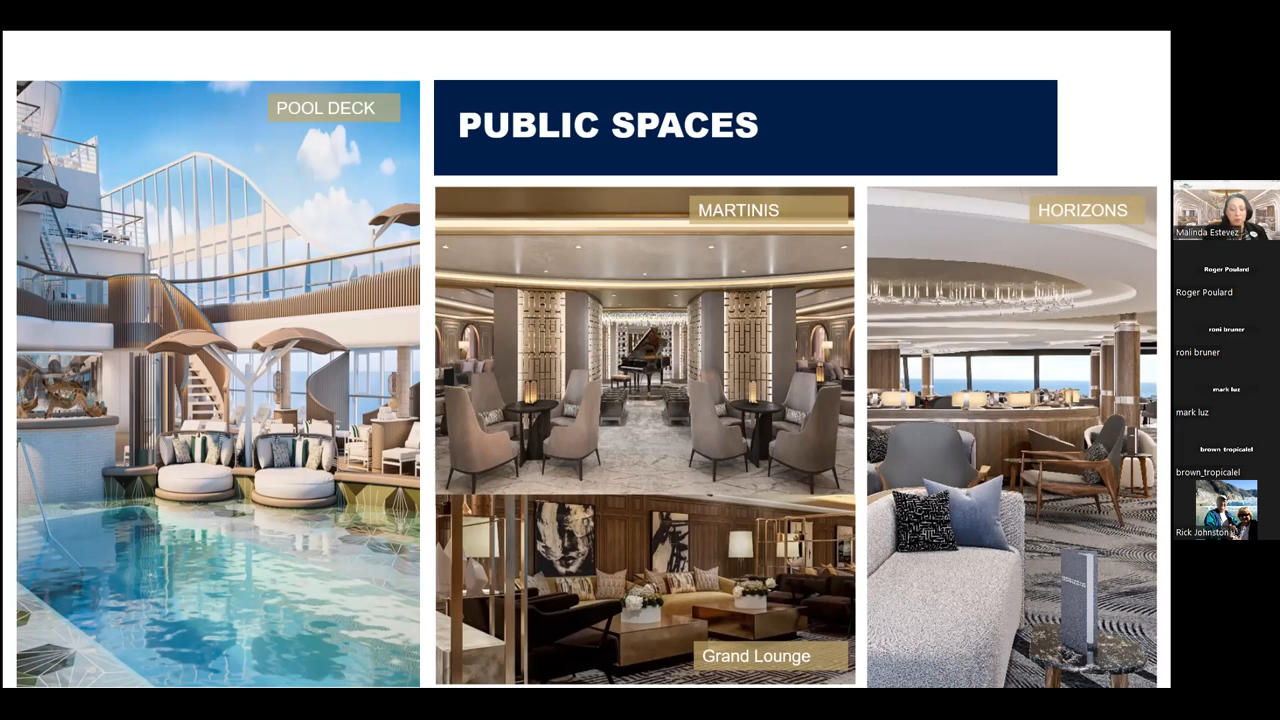 POOL DECK
PUBLIC SPACES
MARTINIS
HORIZONS
Grand Lounge
Malinda Estevez
Roger Poulard
Roger Poulard
roni bruner
roni bruner
mark luz
mark luz
brown_tropicalel
brown_tropicalel
Rick Johnston